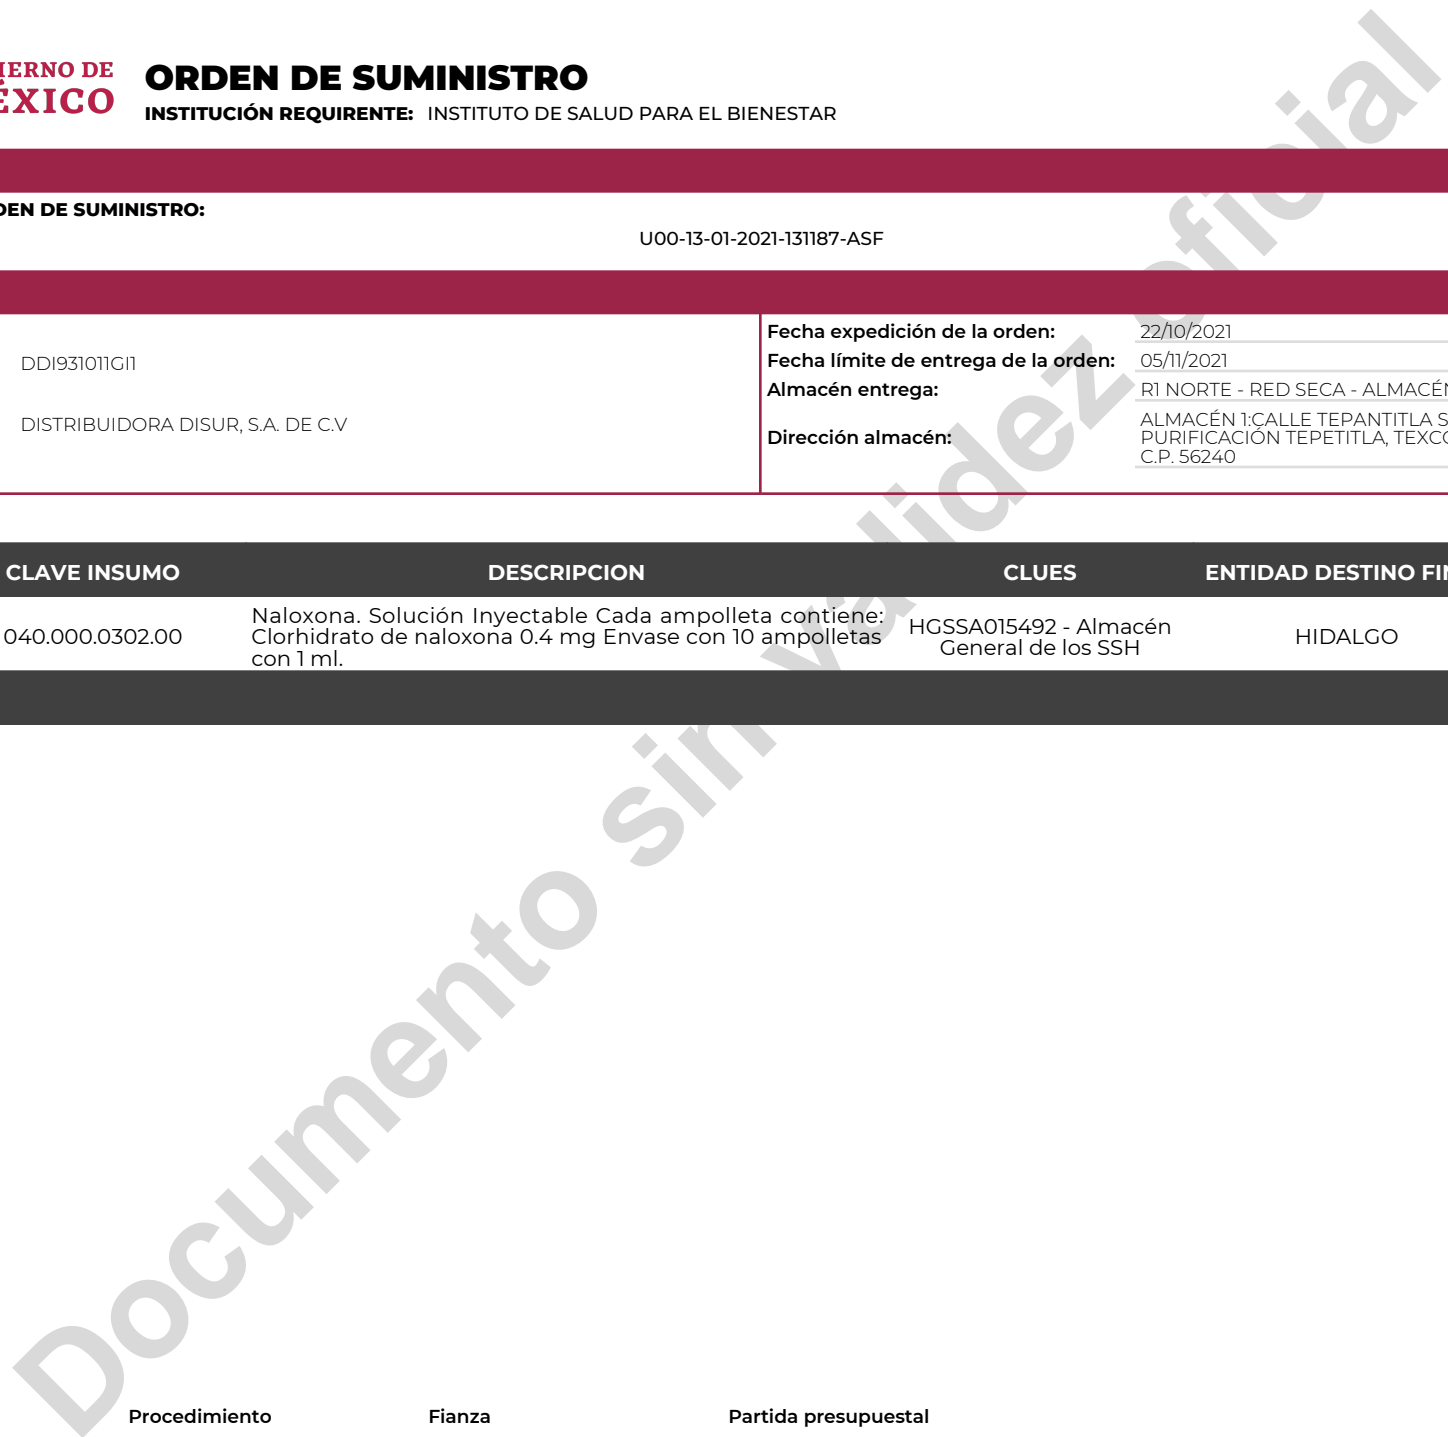 IERNO DE
ÉXICO
ORDEN DE SUMINISTRO
INSTITUCIÓN REQUIRENTE: INSTITUTO DE SALUD PARA EL BIENESTAR
DEN DE SUMINISTRO:
U00-13-01-2021-131187-ASF
DDI931011GI1
DISTRIBUIDORA DISUR, S.A. DE C.V
Fecha expedición de la orden: 22/10/2021
Fecha límite de entrega de la orden: 05/11/2021
Almacén entrega: R1 NORTE - RED SECA - ALMACÉN
Dirección almacén: ALMACÉN 1:CALLE TEPANTITLA S
PURIFICACIÓN TEPETITLA, TEXCO
C.P. 56240
CLAVE INSUMO DESCRIPCION CLUES ENTIDAD DESTINO FIN
040.000.0302.00
Naloxona. Solución Inyectable Cada ampolleta contiene:
Clorhidrato de naloxona 0.4 mg Envase con 10 ampolletas
con 1 ml.
HGSSA015492 - Almacén
General de los SSH
HIDALGO
Documento sin validez oficial
Procedimiento Fianza Partida presupuestal